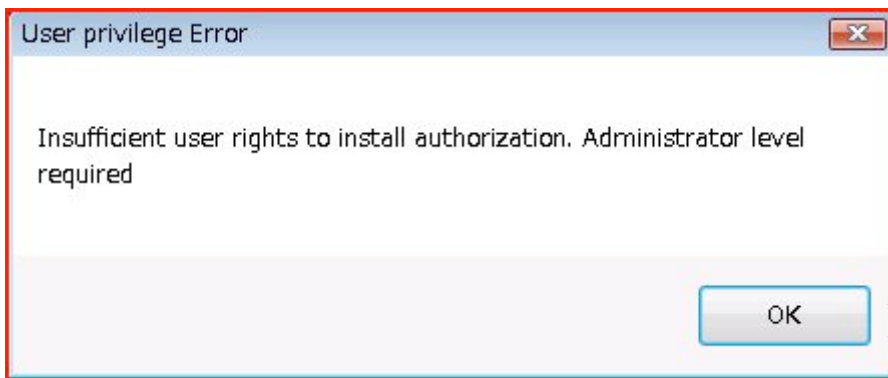 User privilege Error
Insufficient user rights to install authorization. Administrator level
required
OK